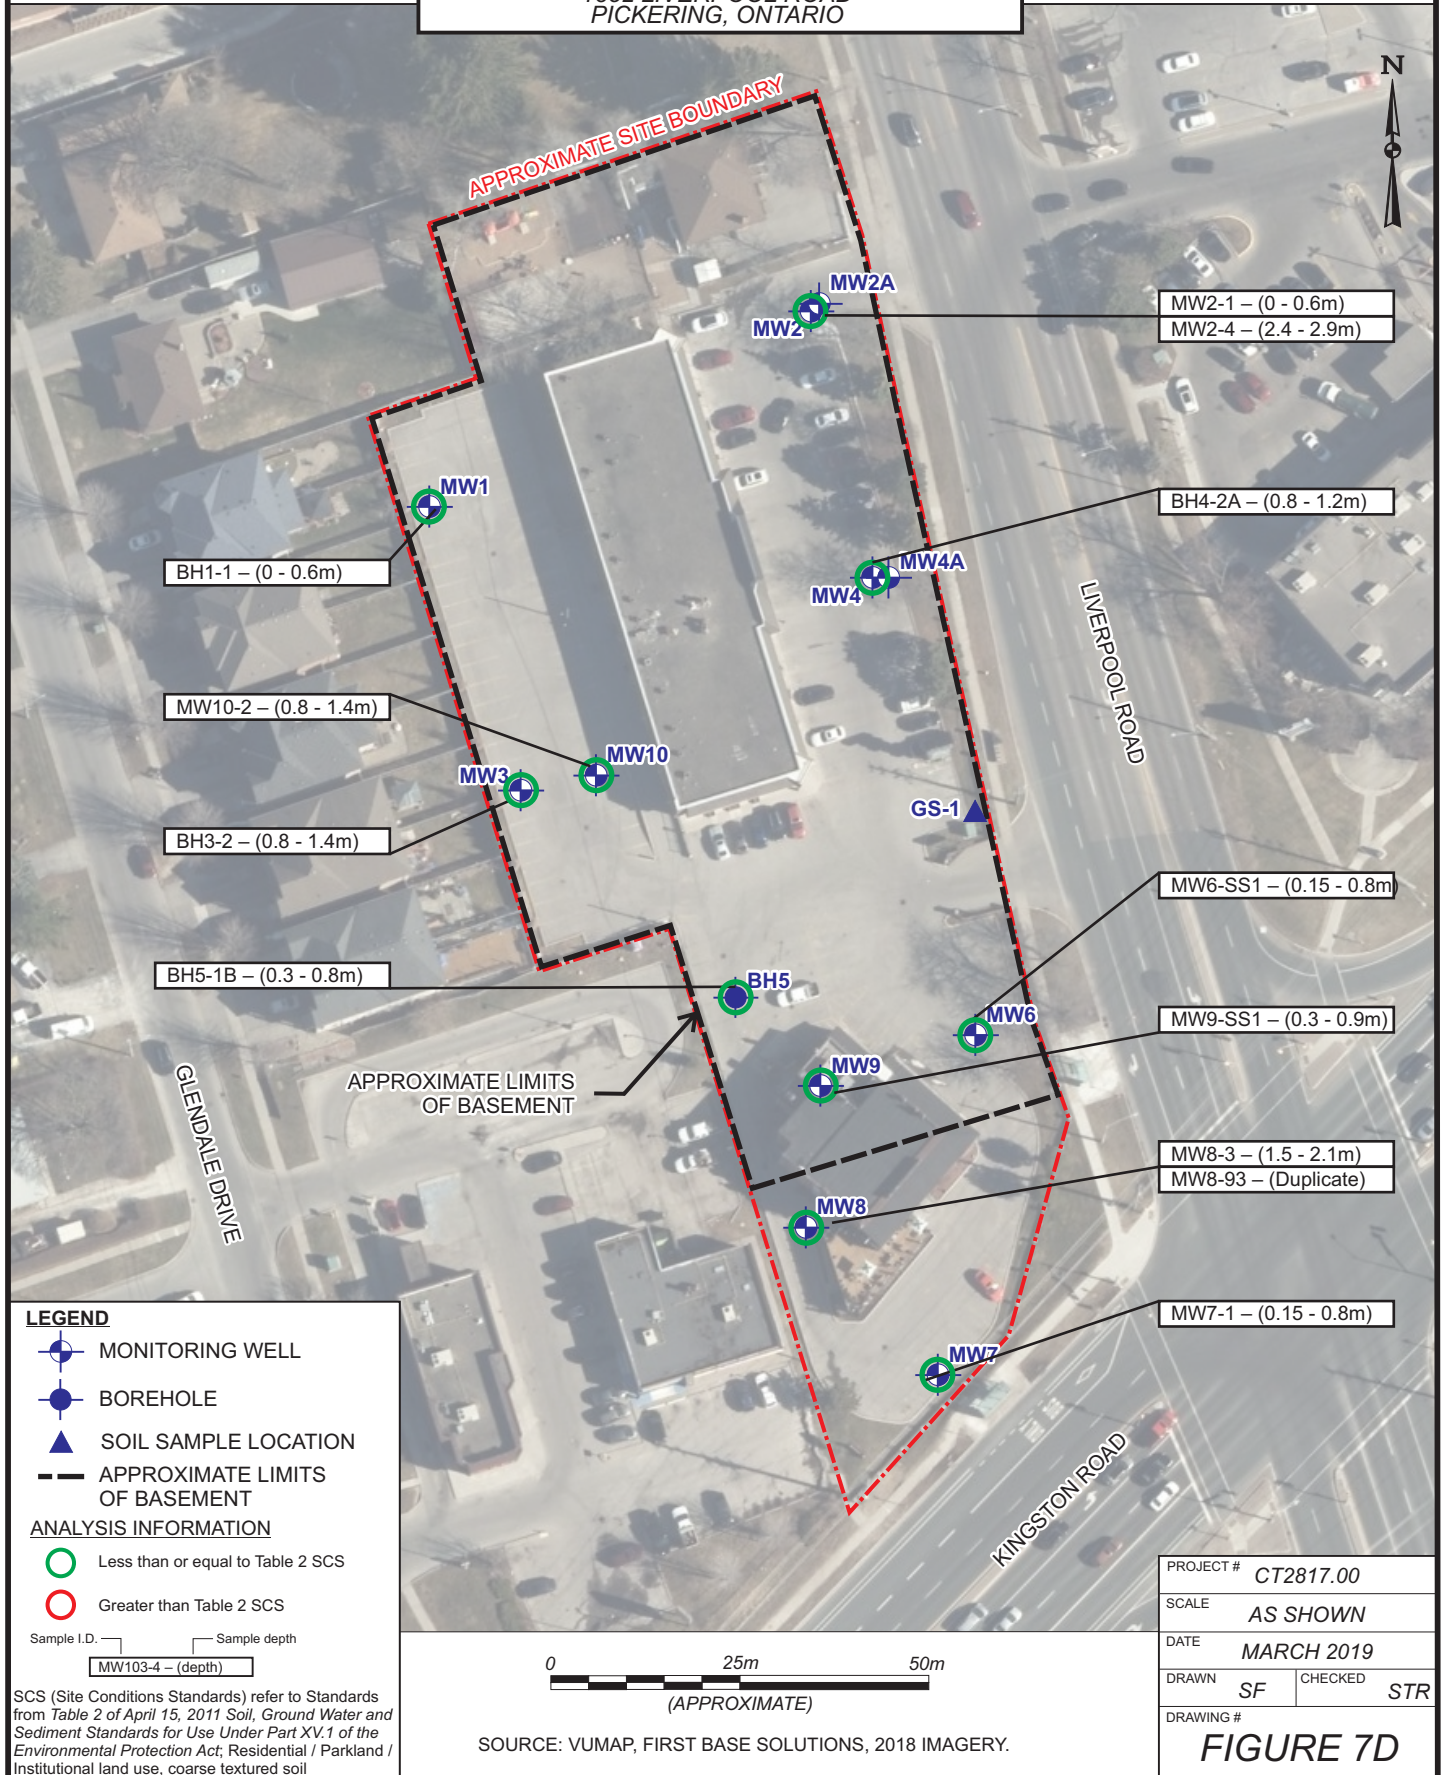 PICKERING, ONTARIO
N
APPROXIMATE SITE BOUNDARY
MW2A
MW2
MW2-1 – (0 - 0.6m)
MW2-4 – (2.4 - 2.9m)
MW1
BH4-2A – (0.8 - 1.2m)
BH1-1 – (0 - 0.6m)
MW4A
MW4
LIVERPOOL ROAD
MW10-2 – (0.8 - 1.4m)
MW10
MW3
GS-1
BH3-2 – (0.8 - 1.4m)
MW6-SS1 – (0.15 - 0.8m)
BH5-1B – (0.3 - 0.8m)
BH5
MW6
MW9-SS1 – (0.3 - 0.9m)
MW9
APPROXIMATE LIMITS
OF BASEMENT
GLENDALE DRIVE
MW8-3 – (1.5 - 2.1m)
MW8-93 – (Duplicate)
MW8
MW7-1 – (0.15 - 0.8m)
MW7
KINGSTON ROAD
LEGEND
MONITORING WELL
BOREHOLE
SOIL SAMPLE LOCATION
APPROXIMATE LIMITS
OF BASEMENT
ANALYSIS INFORMATION
Less than or equal to Table 2 SCS
Greater than Table 2 SCS
Sample I.D.
Sample depth
MW103-4 – (depth)
SCS (Site Conditions Standards) refer to Standards
from Table 2 of April 15, 2011 Soil, Ground Water and
Sediment Standards for Use Under Part XV.1 of the
Environmental Protection Act; Residential / Parkland /
Institutional land use, coarse textured soil
0 25m 50m
(APPROXIMATE)
SOURCE: VUMAP, FIRST BASE SOLUTIONS, 2018 IMAGERY.
PROJECT # CT2817.00
SCALE AS SHOWN
DATE MARCH 2019
DRAWN SF CHECKED STR
DRAWING #
FIGURE 7D